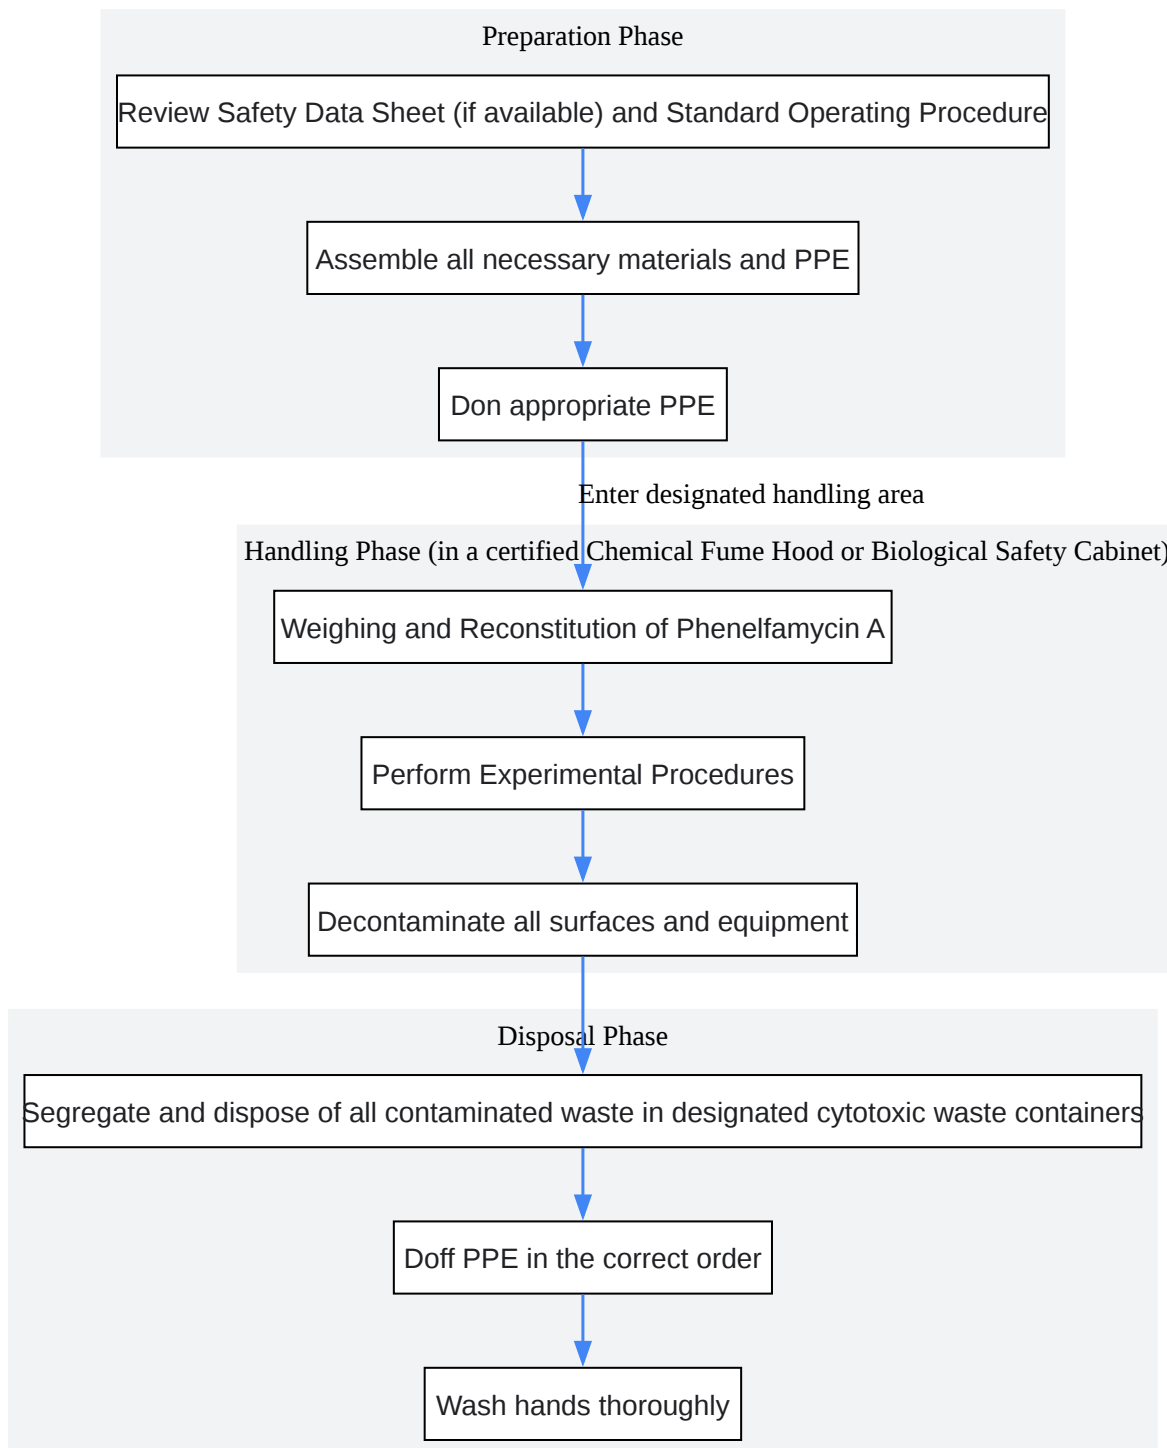 Preparation Phase
Review Safety Data Sheet (if available) and Standard Operating Procedure
Assemble all necessary materials and PPE
Don appropriate PPE
Enter designated handling area
Handling Phase (in a certified Chemical Fume Hood or Biological Safety Cabinet)
Weighing and Reconstitution of Phenelfamycin A
Perform Experimental Procedures
Decontaminate all surfaces and equipment
Disposal Phase
Segregate and dispose of all contaminated waste in designated cytotoxic waste containers
Doff PPE in the correct order
Wash hands thoroughly